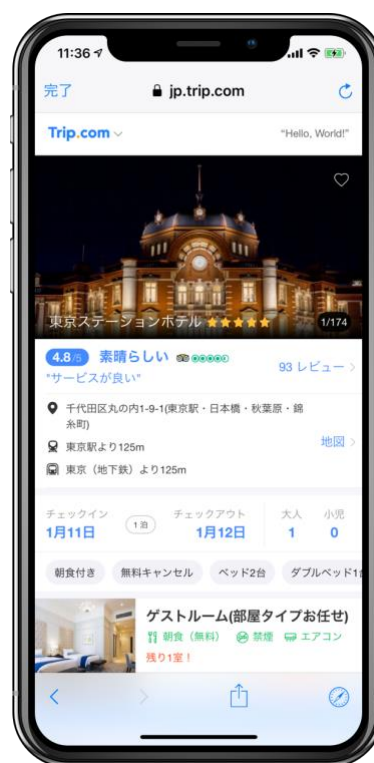 11:36
完了
jp.trip.com
Trip.com
"Hello, World!"
東京ステーションホテル
1/174
4.8/5 素晴らしい
93 レビュー
"サービスが良い"
千代田区丸の内1-9-1(東京駅・日本橋・秋葉原・錦
糸町)
東京駅より125m
地図
東京（地下鉄）より125m
チェックイン
1月11日
1 泊
チェックアウト
1月12日
大人
1
小児
0
朝食付き
無料キャンセル
ベッド2台
ダブルベッド1台
ゲストルーム(部屋タイプお任せ)
朝食（無料）
禁煙
エアコン
残り1室！